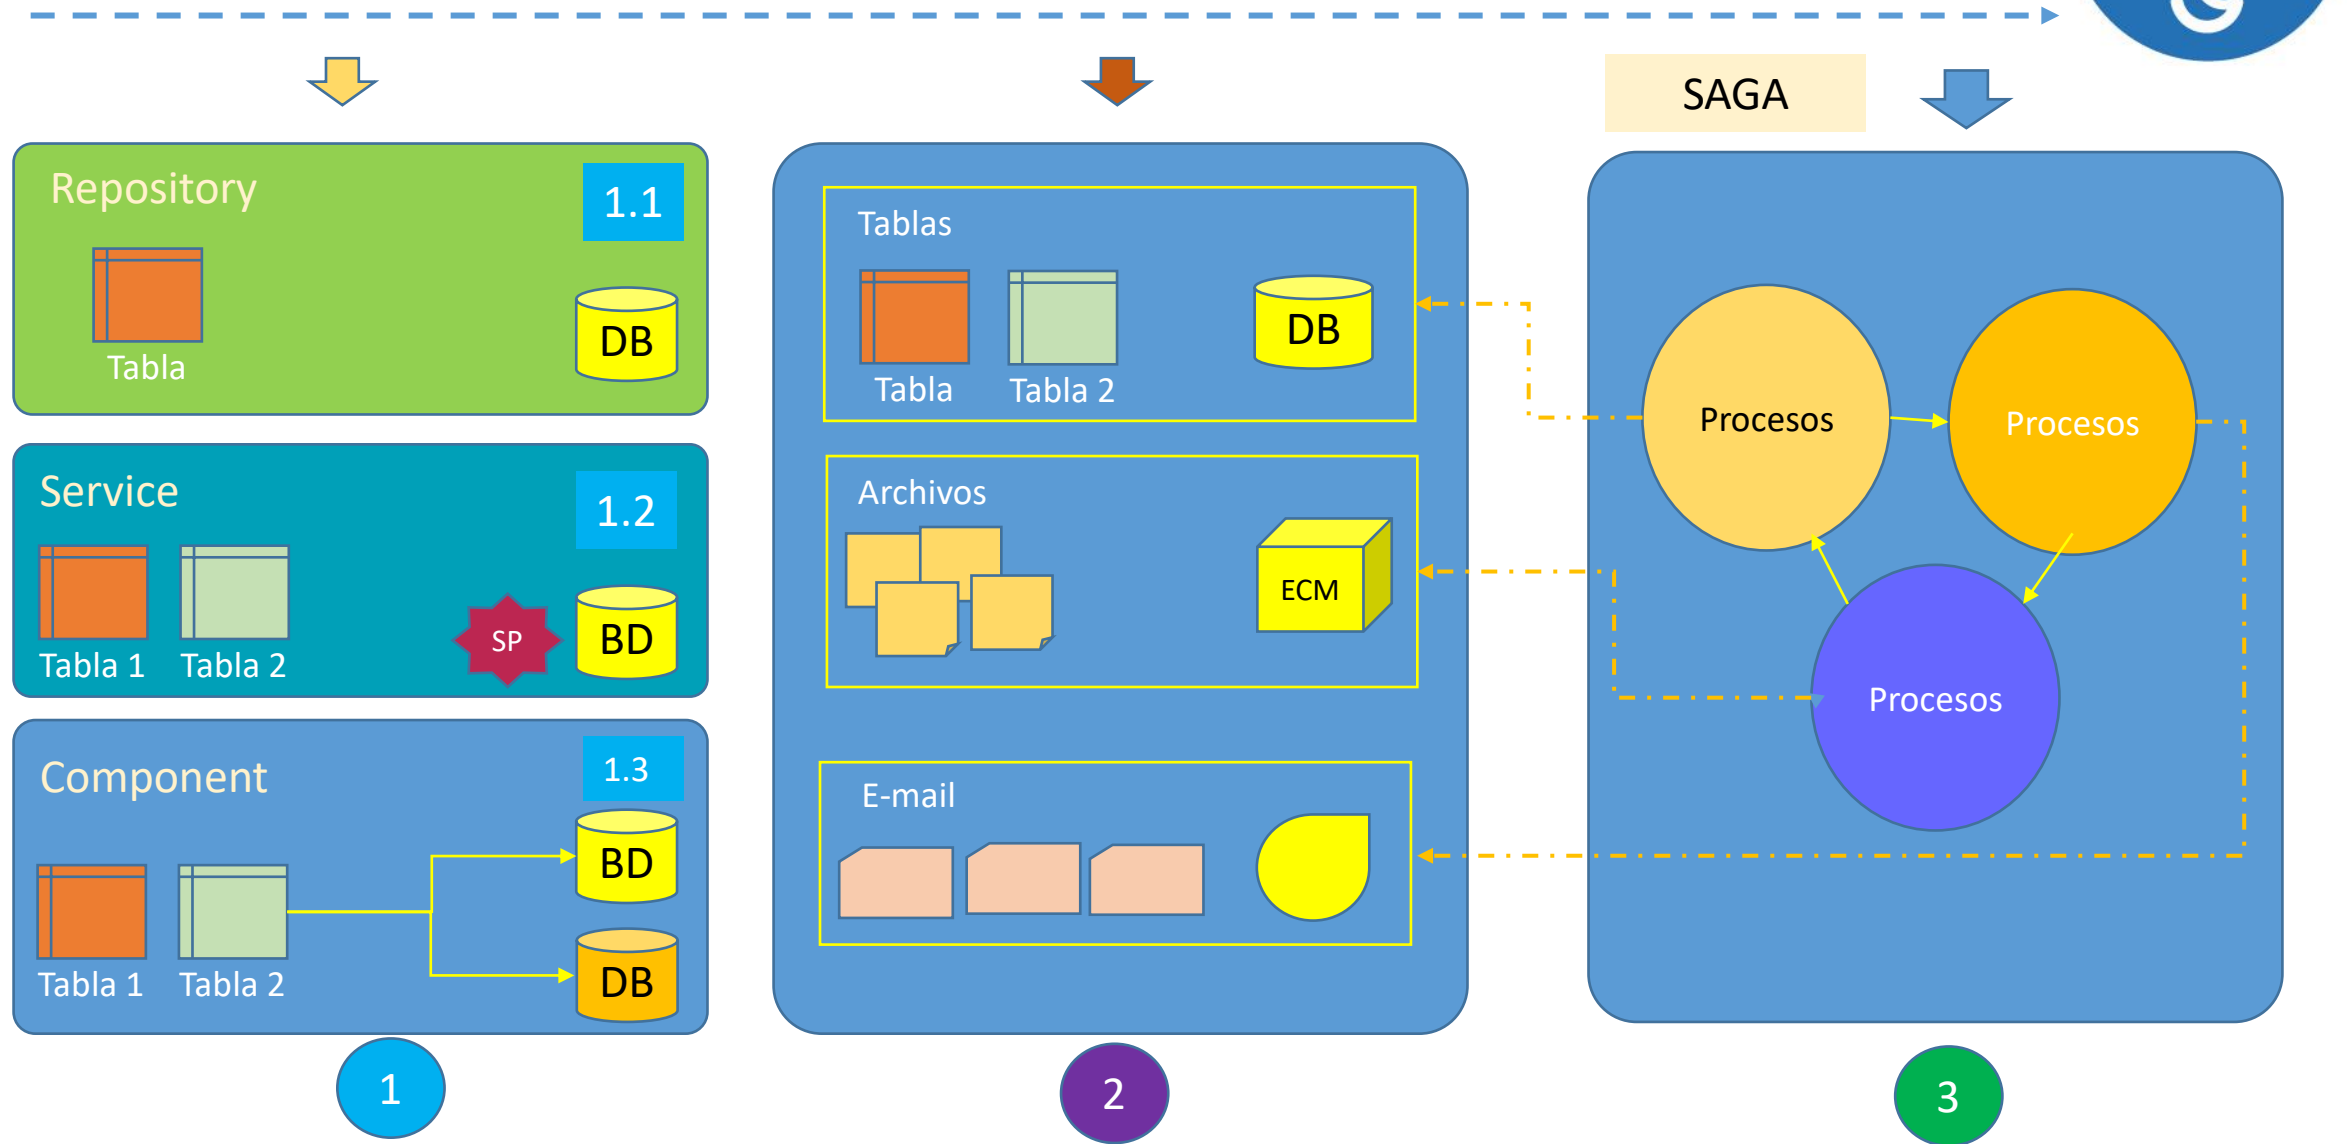 SAGA
Repository
1.1
Tabla
DB
Service
1.2
Tabla 1
Tabla 2
SP
BD
Component
1.3
Tabla 1
Tabla 2
BD
DB
1
Tablas
Tabla
Tabla 2
DB
Archivos
ECM
E-mail
2
Procesos
Procesos
Procesos
3